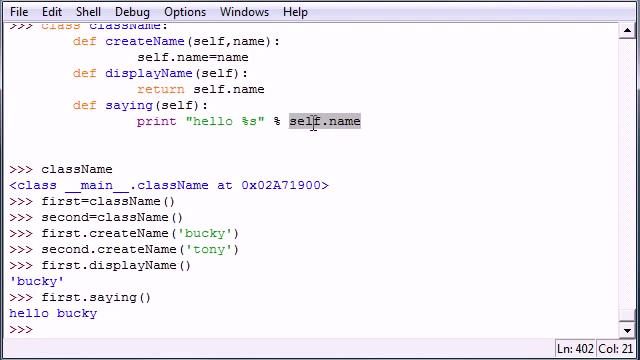 File Edit Shell Debug Options Windows Help
>>> class className:
def createName(self,name):
self.name=name
def displayName(self):
return self.name
def saying(self):
print "hello %s" % self.name
>>> className
<class __main__.className at 0x02A71900>
>>> first=className()
>>> second=className()
>>> first.createName('bucky')
>>> second.createName('tony')
>>> first.displayName()
'bucky'
>>> first.saying()
hello bucky
>>>
Ln: 402 Col: 21